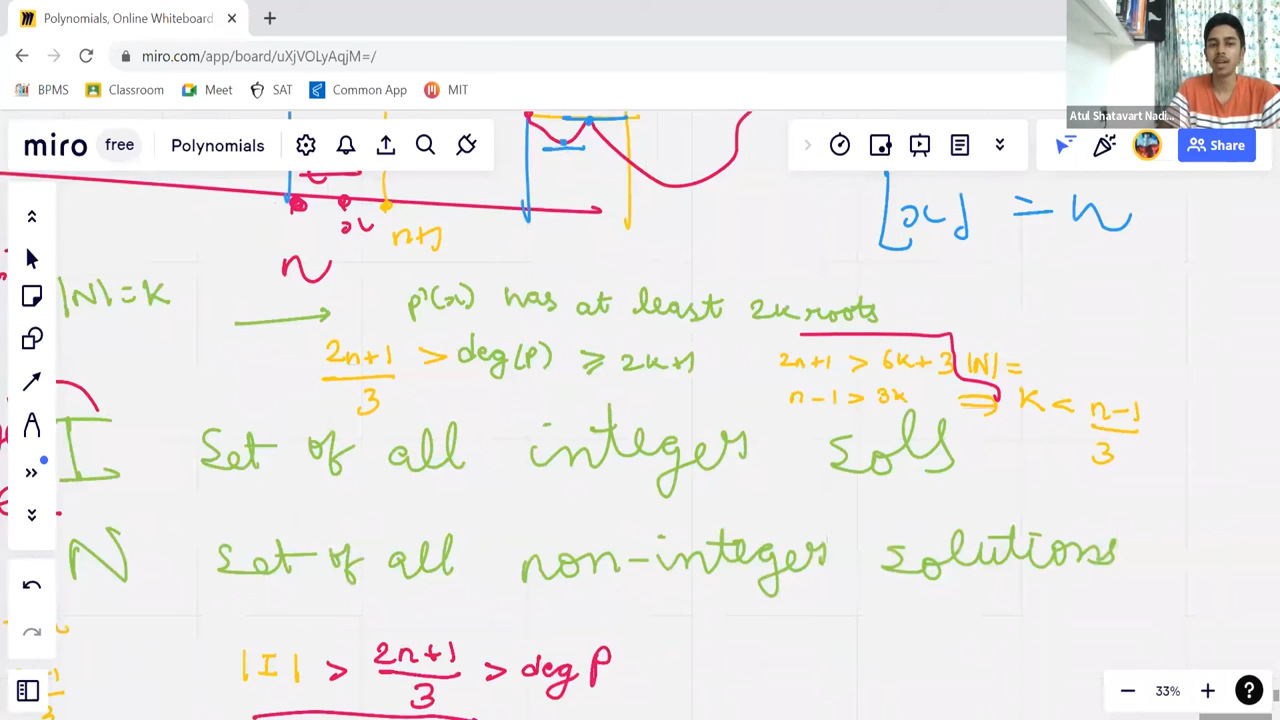 Polynomials, Online Whiteboard
miro.com/app/board/uXjVOLyAqjM=/
BPMS Classroom Meet SAT Common App MIT
Atul Shatavart Nadi...
miro free Polynomials
Share
⌊x⌋ = n
x n+1
n
|N| = k
→ p'(x) has at least 2k roots
2n+1/3 > deg(P) ≥ 2k+1
2n+1 > 6k+3 |N| =
n-1 > 3k ⇒ k < n-1/3
I Set of all integer sols
N set of all non-integer solutions
|I| > 2n+1/3 > deg P
33%